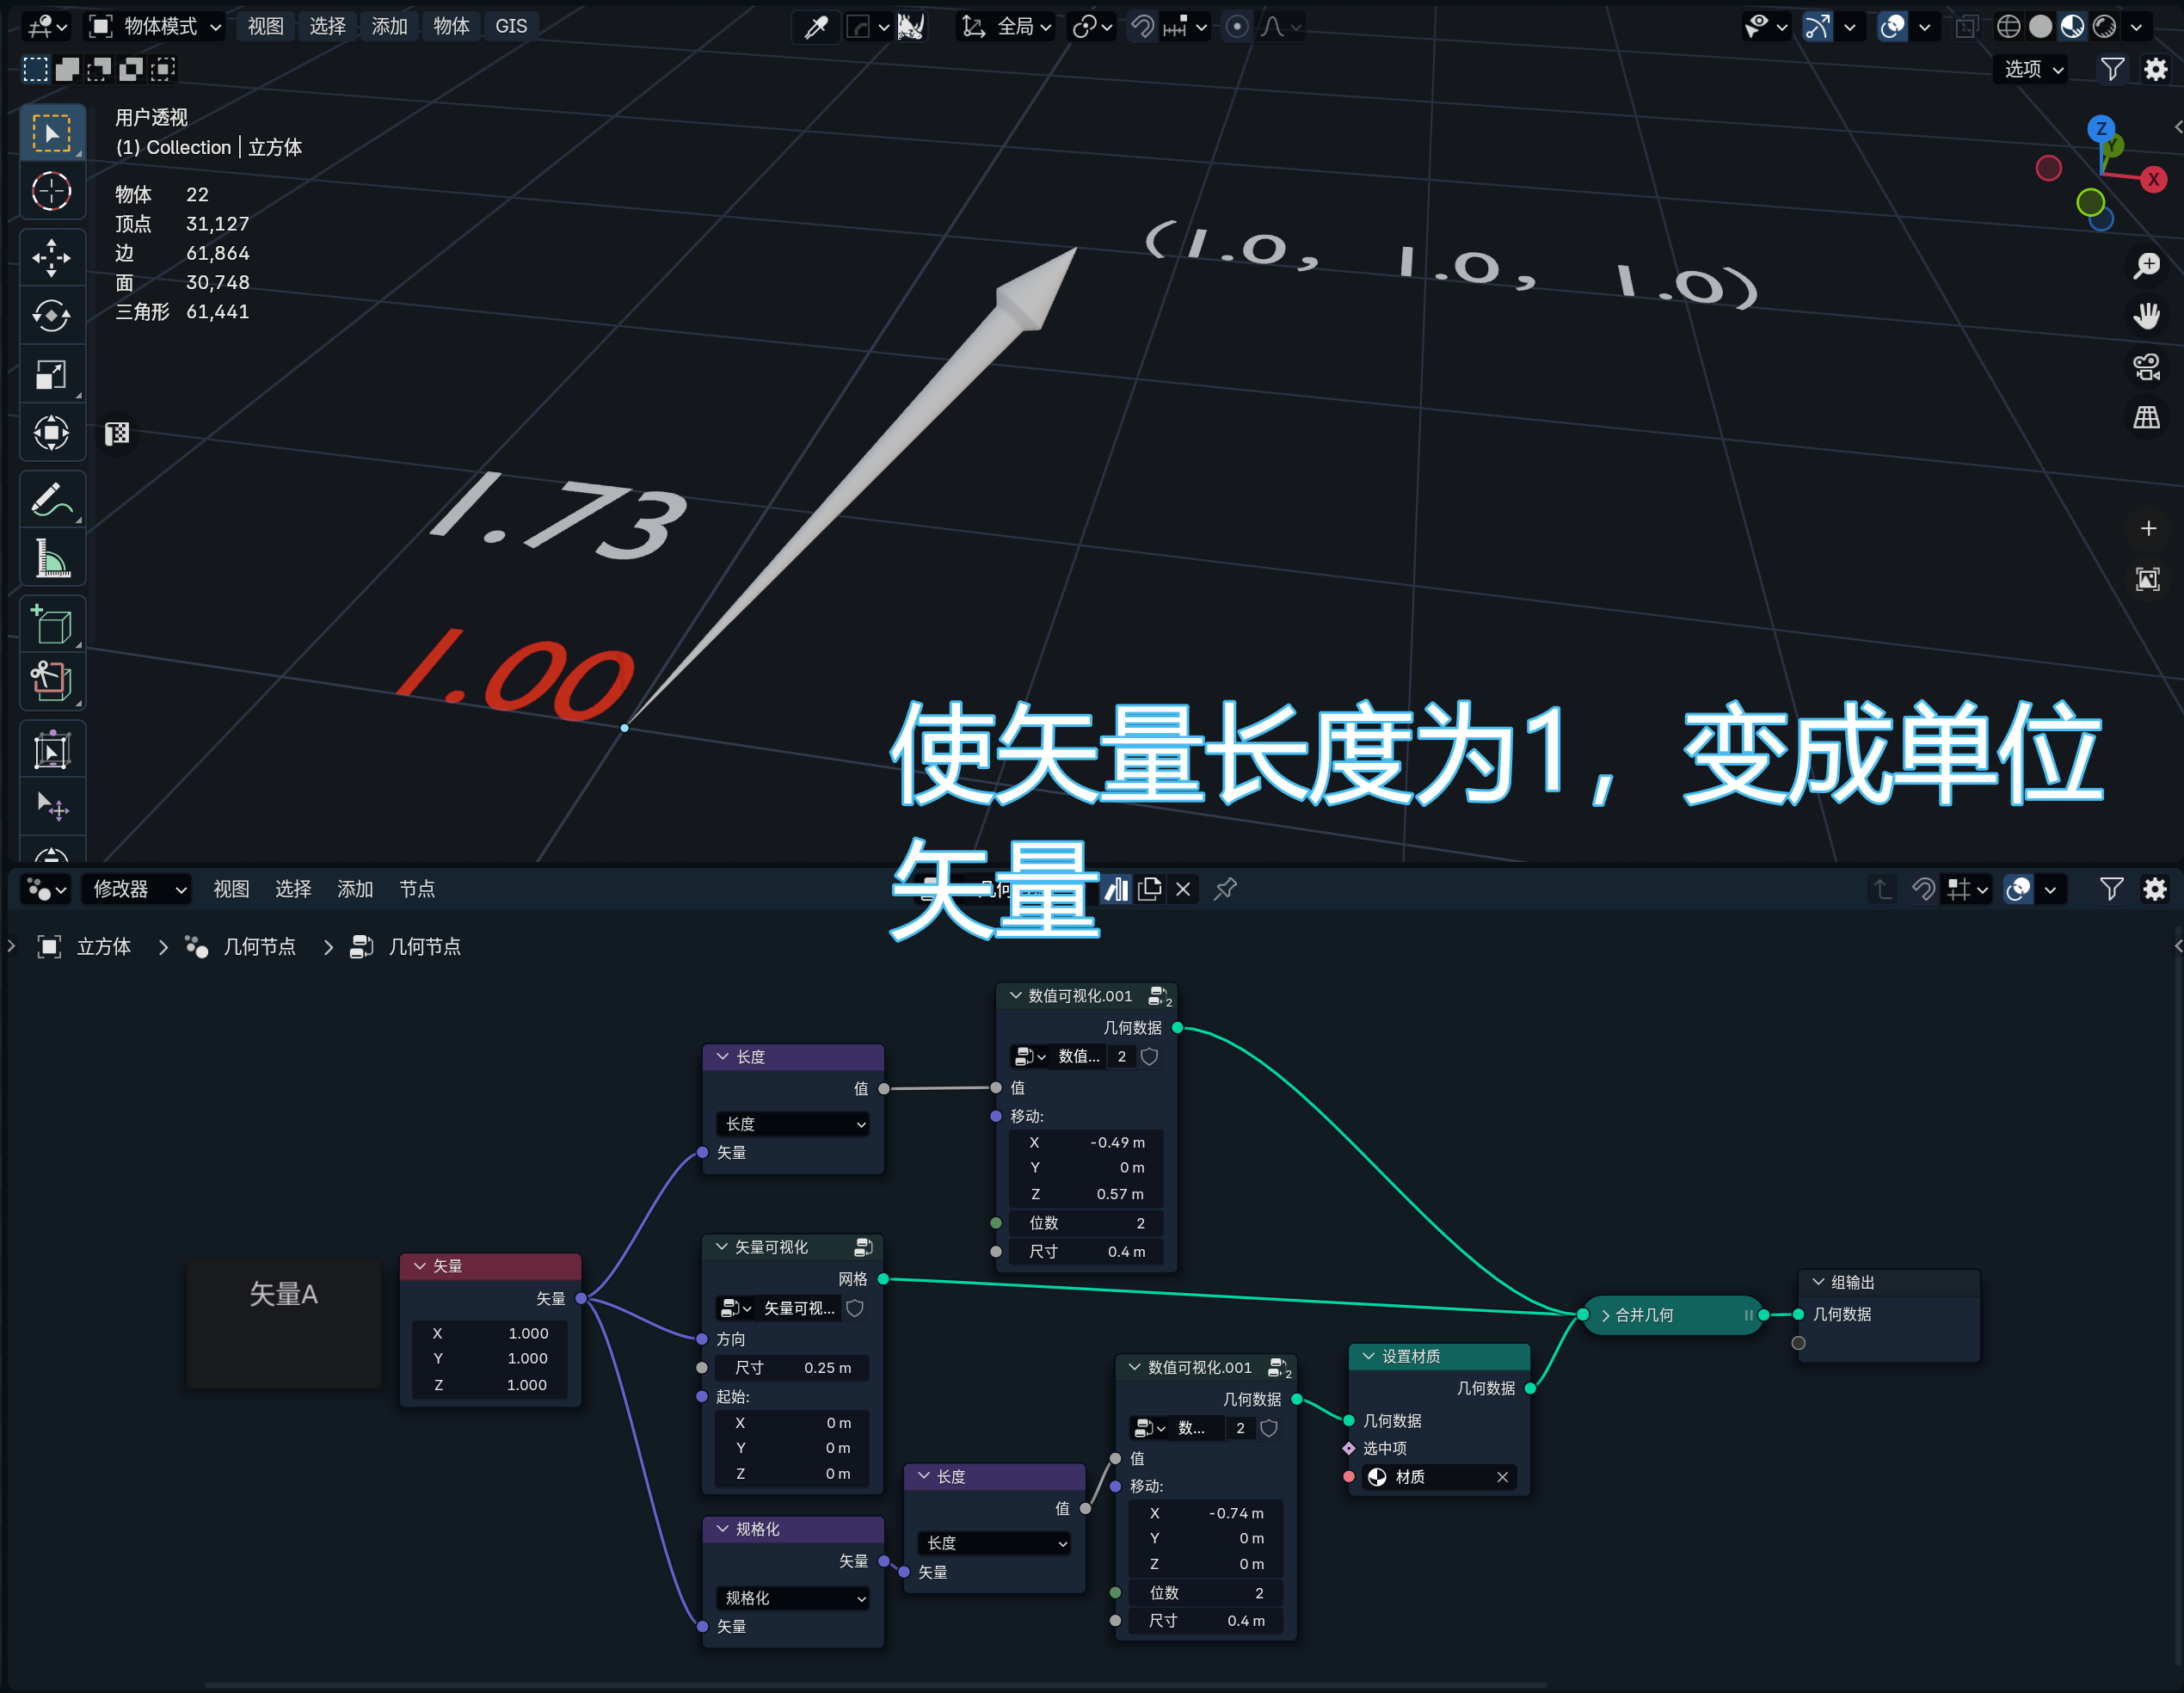 物体模式 视图 选择 添加 物体 GIS 全局
选项
用户透视
(1) Collection | 立方体
物体 22
顶点 31,127
边 61,864
面 30,748
三角形 61,441
Z
Y
X
(1.0, 1.0, 1.0)
1.73
1.00
使矢量长度为1，变成单位
矢量
修改器 视图 选择 添加 节点
立方体 几何节点 几何节点
数值可视化.001 2
几何数据
数值... 2
值
移动:
X -0.49 m
Y 0 m
Z 0.57 m
位数 2
尺寸 0.4 m
长度
值
长度
矢量
矢量A
矢量
矢量
X 1.000
Y 1.000
Z 1.000
矢量可视化
网格
矢量可视...
方向
尺寸 0.25 m
起始:
X 0 m
Y 0 m
Z 0 m
规格化
矢量
规格化
矢量
长度
值
长度
矢量
数值可视化.001 2
几何数据
数... 2
值
移动:
X -0.74 m
Y 0 m
Z 0 m
位数 2
尺寸 0.4 m
设置材质
几何数据
几何数据
选中项
材质
合并几何
组输出
几何数据